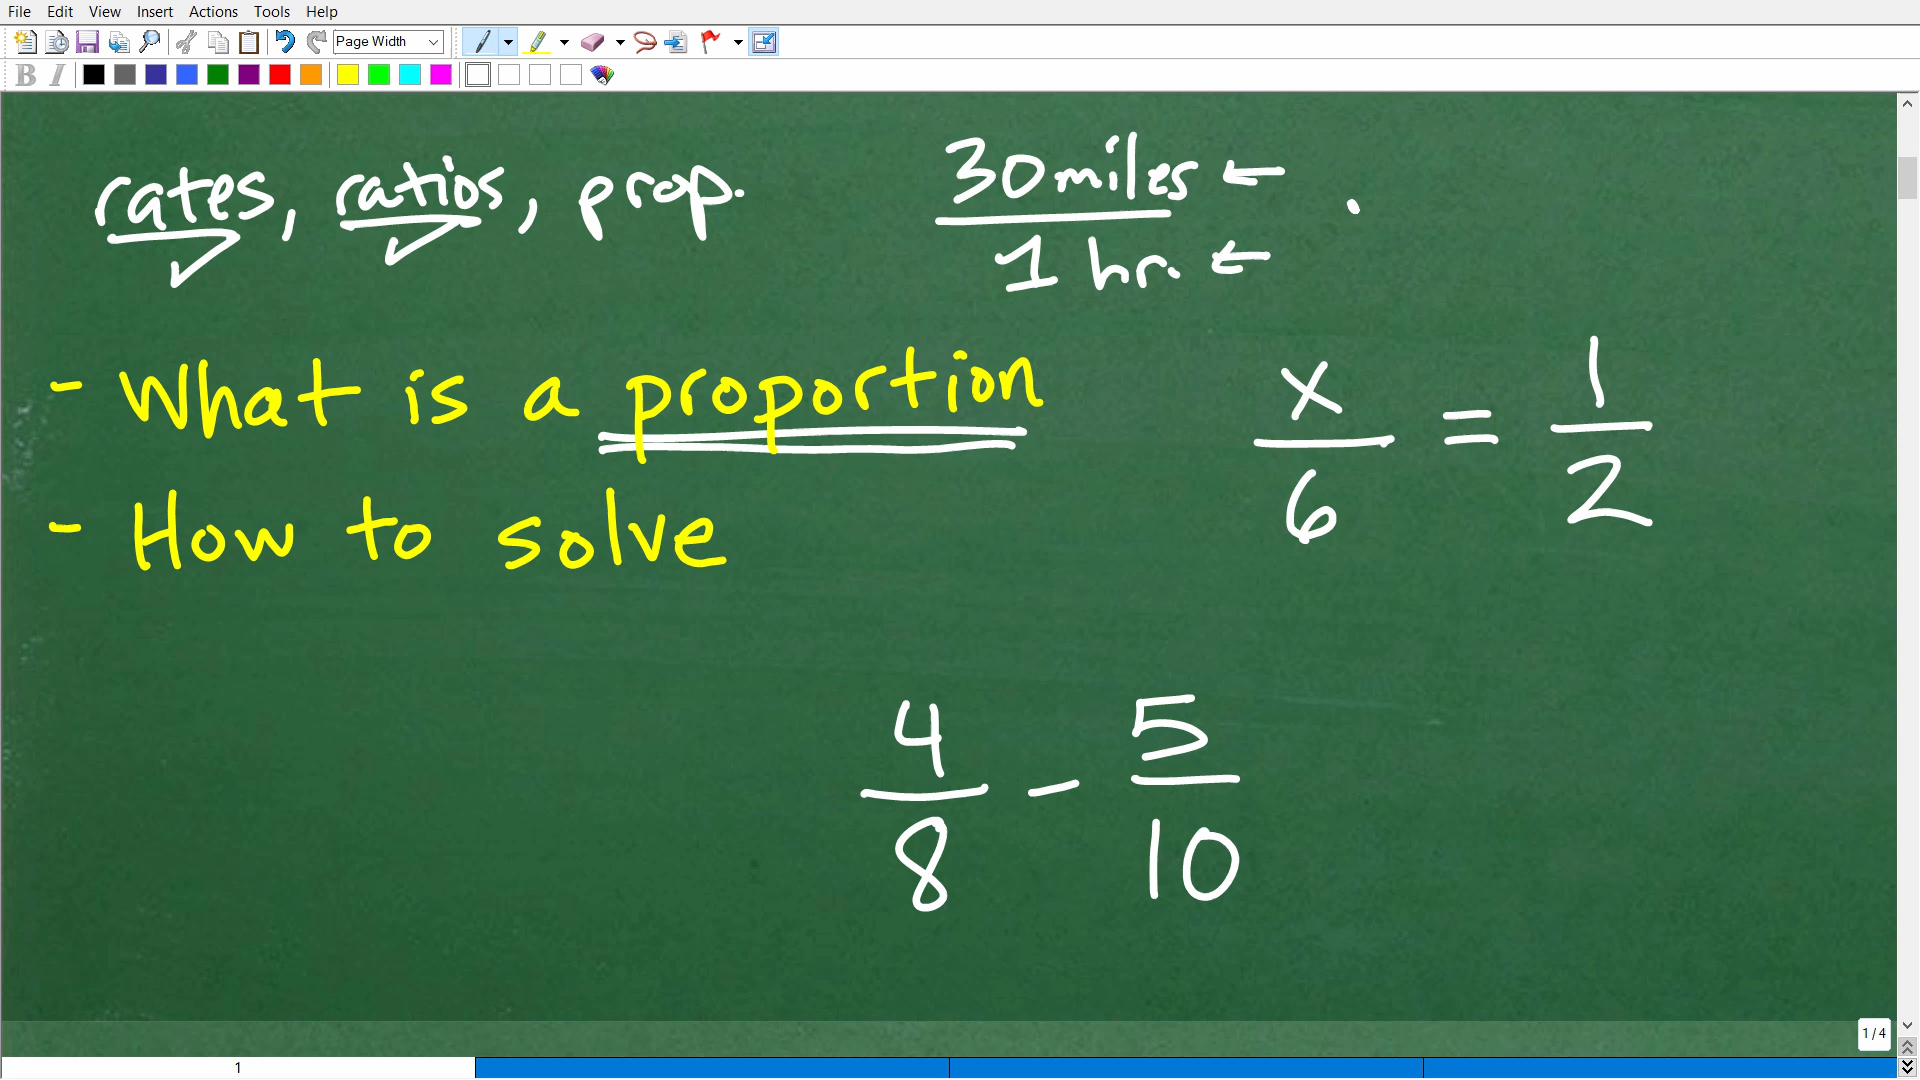 File Edit View Insert Actions Tools Help
Page Width
B I
rates, ratios, prop.
30 miles ←
1 hr. ←
- What is a proportion
x/6 = 1/2
- How to solve
4/8 - 5/10
1 / 4
1